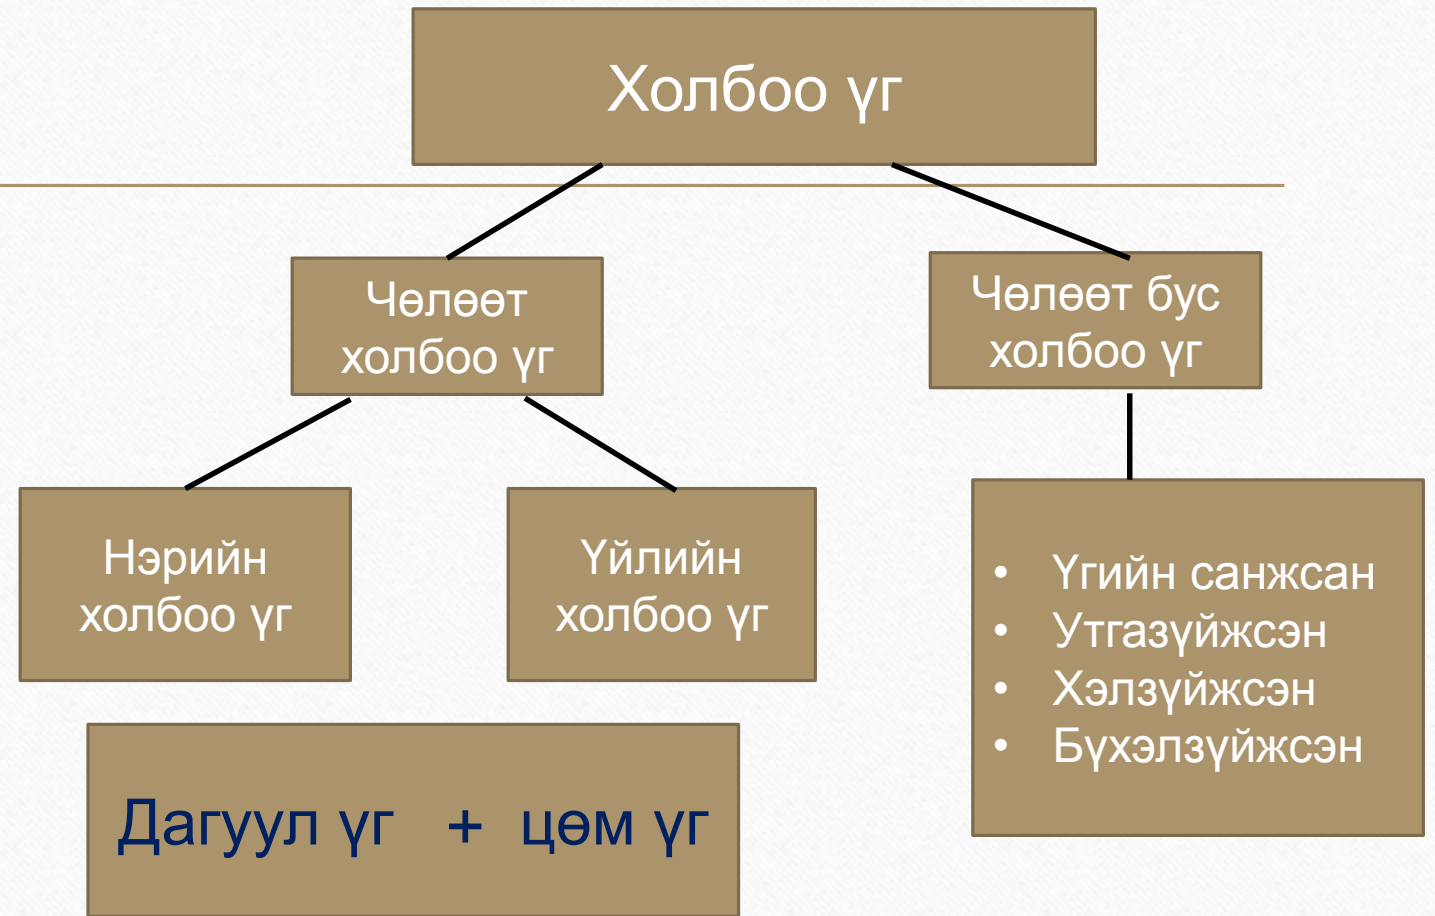 Холбоо үг
Чөлөөт
холбоо үг
Чөлөөт бус
холбоо үг
Нэрийн
холбоо үг
Үйлийн
холбоо үг
• Үгийн санжсан
• Утгазүйжсэн
• Хэлзүйжсэн
• Бүхэлзүйжсэн
Дагуул үг + цөм үг